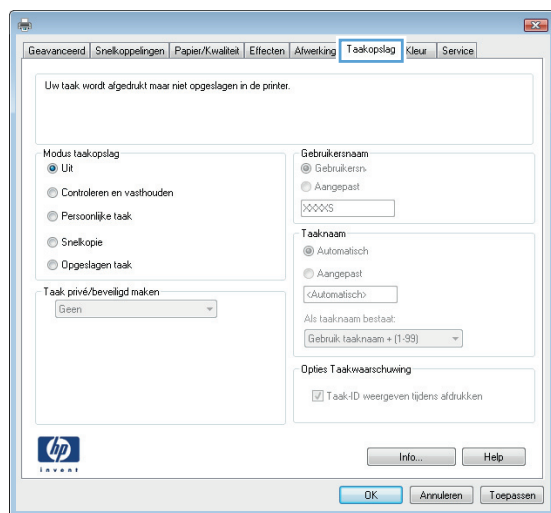 Geavanceerd Snelkoppelingen Papier/Kwaliteit Effecten Afwerking Taakopslag Kleur Service
Uw taak wordt afgedrukt maar niet opgeslagen in de printer.
Modus taakopslag
Uit
Controleren en vasthouden
Persoonlijke taak
Snelkopie
Opgeslagen taak
Taak privé/beveiligd maken
Geen
Gebruikersnaam
Gebruikersn
Aangepast
XXXXS
Taaknaam
Automatisch
Aangepast
<Automatisch>
Als taaknaam bestaat:
Gebruik taaknaam + (1-99)
Opties Taakwaarschuwing
Taak-ID weergeven tijdens afdrukken
hp
invent
Info... Help
OK Annuleren Toepassen